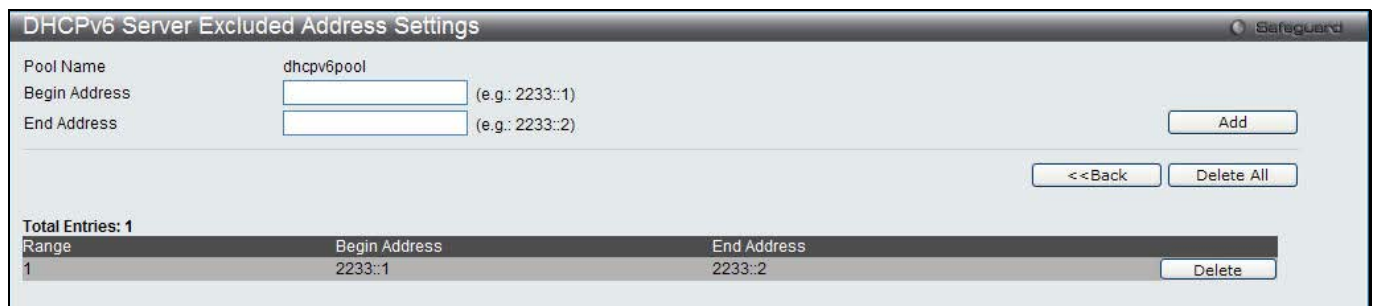 DHCPv6 Server Excluded Address Settings Safeguard
Pool Name dhcpv6pool
Begin Address (e.g.: 2233::1)
End Address (e.g.: 2233::2) Add
<<Back Delete All
Total Entries: 1
Range Begin Address End Address
1 2233::1 2233::2 Delete